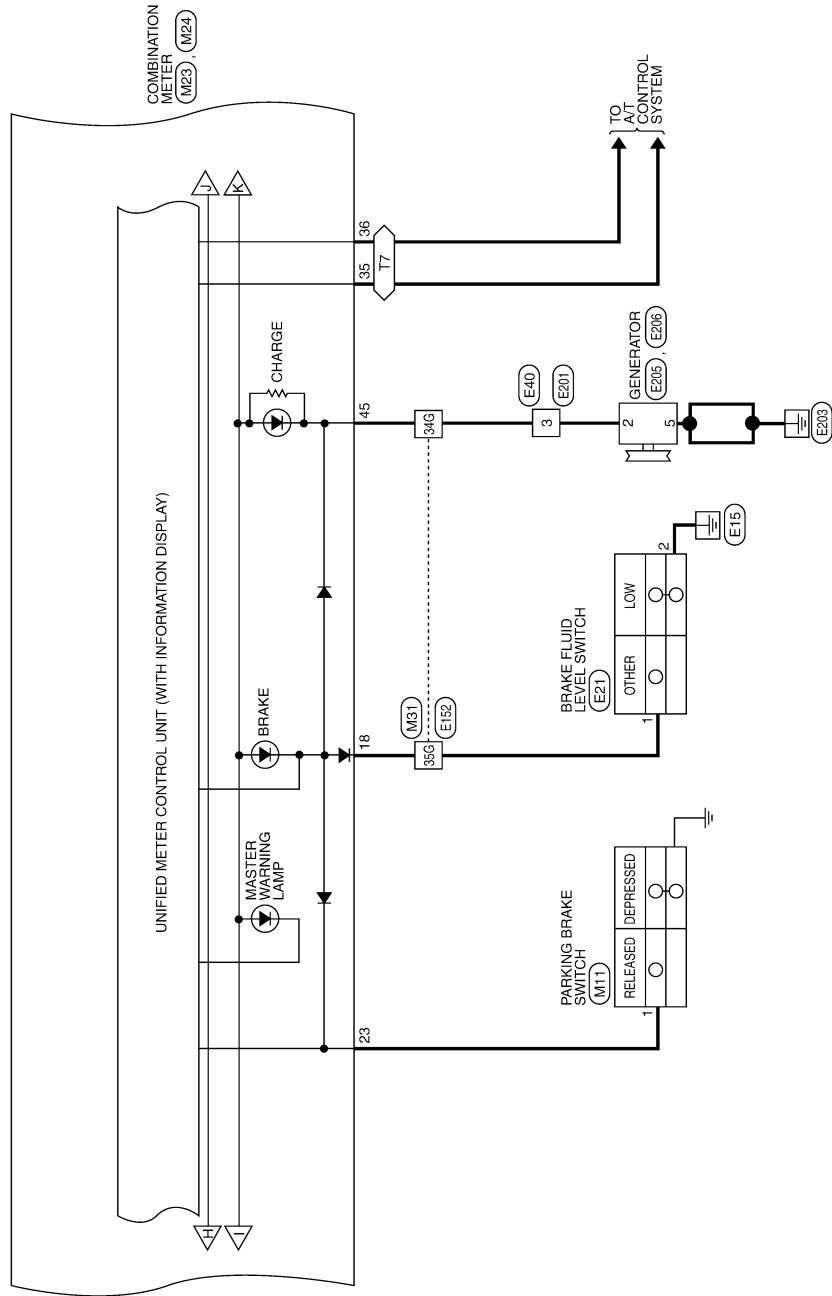 COMBINATION
METER
M23 , M24
UNIFIED METER CONTROL UNIT (WITH INFORMATION DISPLAY)
H
J
I
K
MASTER
WARNING
LAMP
BRAKE
CHARGE
23
18
45
35
36
T7
M31
35G
E152
34G
E40
3
E201
TO
A/T
CONTROL
SYSTEM
PARKING BRAKE
SWITCH
M11
1
RELEASED
DEPRESSED
BRAKE FLUID
LEVEL SWITCH
E21
1
OTHER
LOW
2
E15
GENERATOR
E205 , E206
2
5
E203